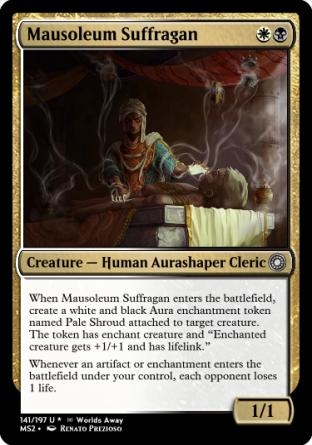 Mausoleum Suffragan
Creature — Human Aurashaper Cleric
When Mausoleum Suffragan enters the battlefield,
create a white and black Aura enchantment token
named Pale Shroud attached to target creature.
The token has enchant creature and “Enchanted
creature gets +1/+1 and has lifelink.”
Whenever an artifact or enchantment enters the
battlefield under your control, each opponent loses
1 life.
1/1
141/197 U * ∞ Worlds Away
MS2 • RENATO PREZIOSO